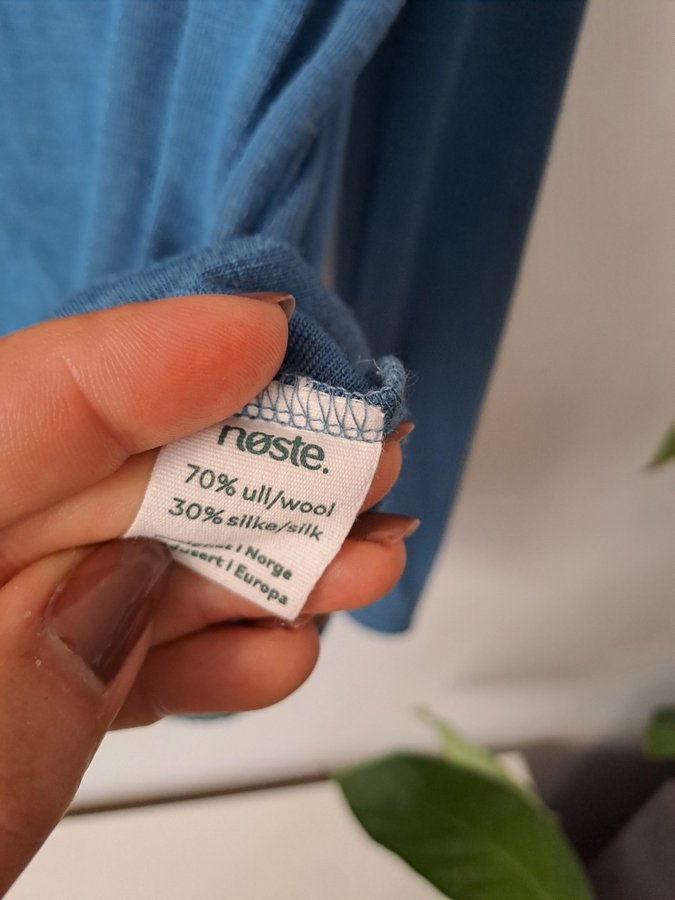 nøste.
70% ull/wool
30% silke/silk
i Norge
i Europa